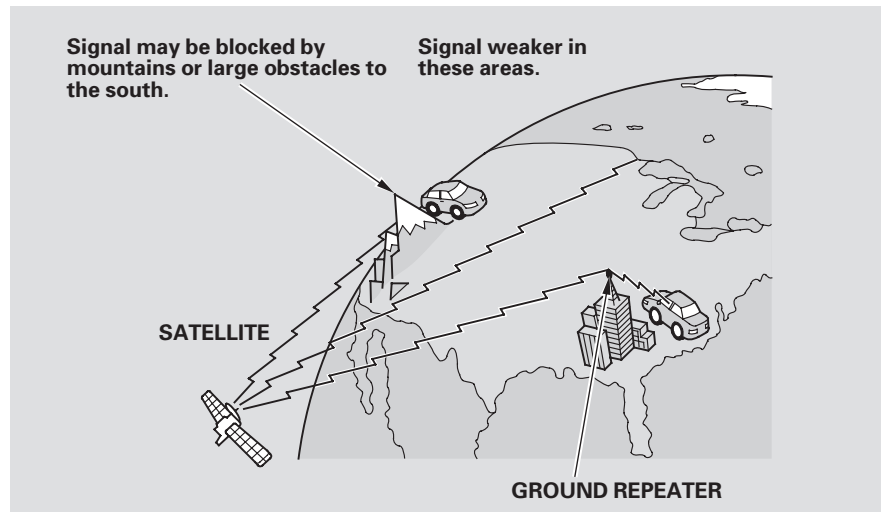 Signal may be blocked by
mountains or large obstacles to
the south.
Signal weaker in
these areas.
SATELLITE
GROUND REPEATER